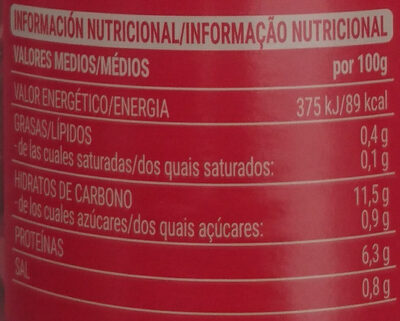 INFORMACIÓN NUTRICIONAL/INFORMAÇÃO NUTRICIONAL
VALORES MEDIOS/MÉDIOS por 100g
VALOR ENERGÉTICO/ENERGIA 375 kJ/89 kcal
GRASAS/LÍPIDOS 0,4 g
-de las cuales saturadas/dos quais saturados: 0,1 g
HIDRATOS DE CARBONO 11,5 g
-de los cuales azúcares/dos quais açúcares: 0,9 g
PROTEÍNAS 6,3 g
SAL 0,8 g